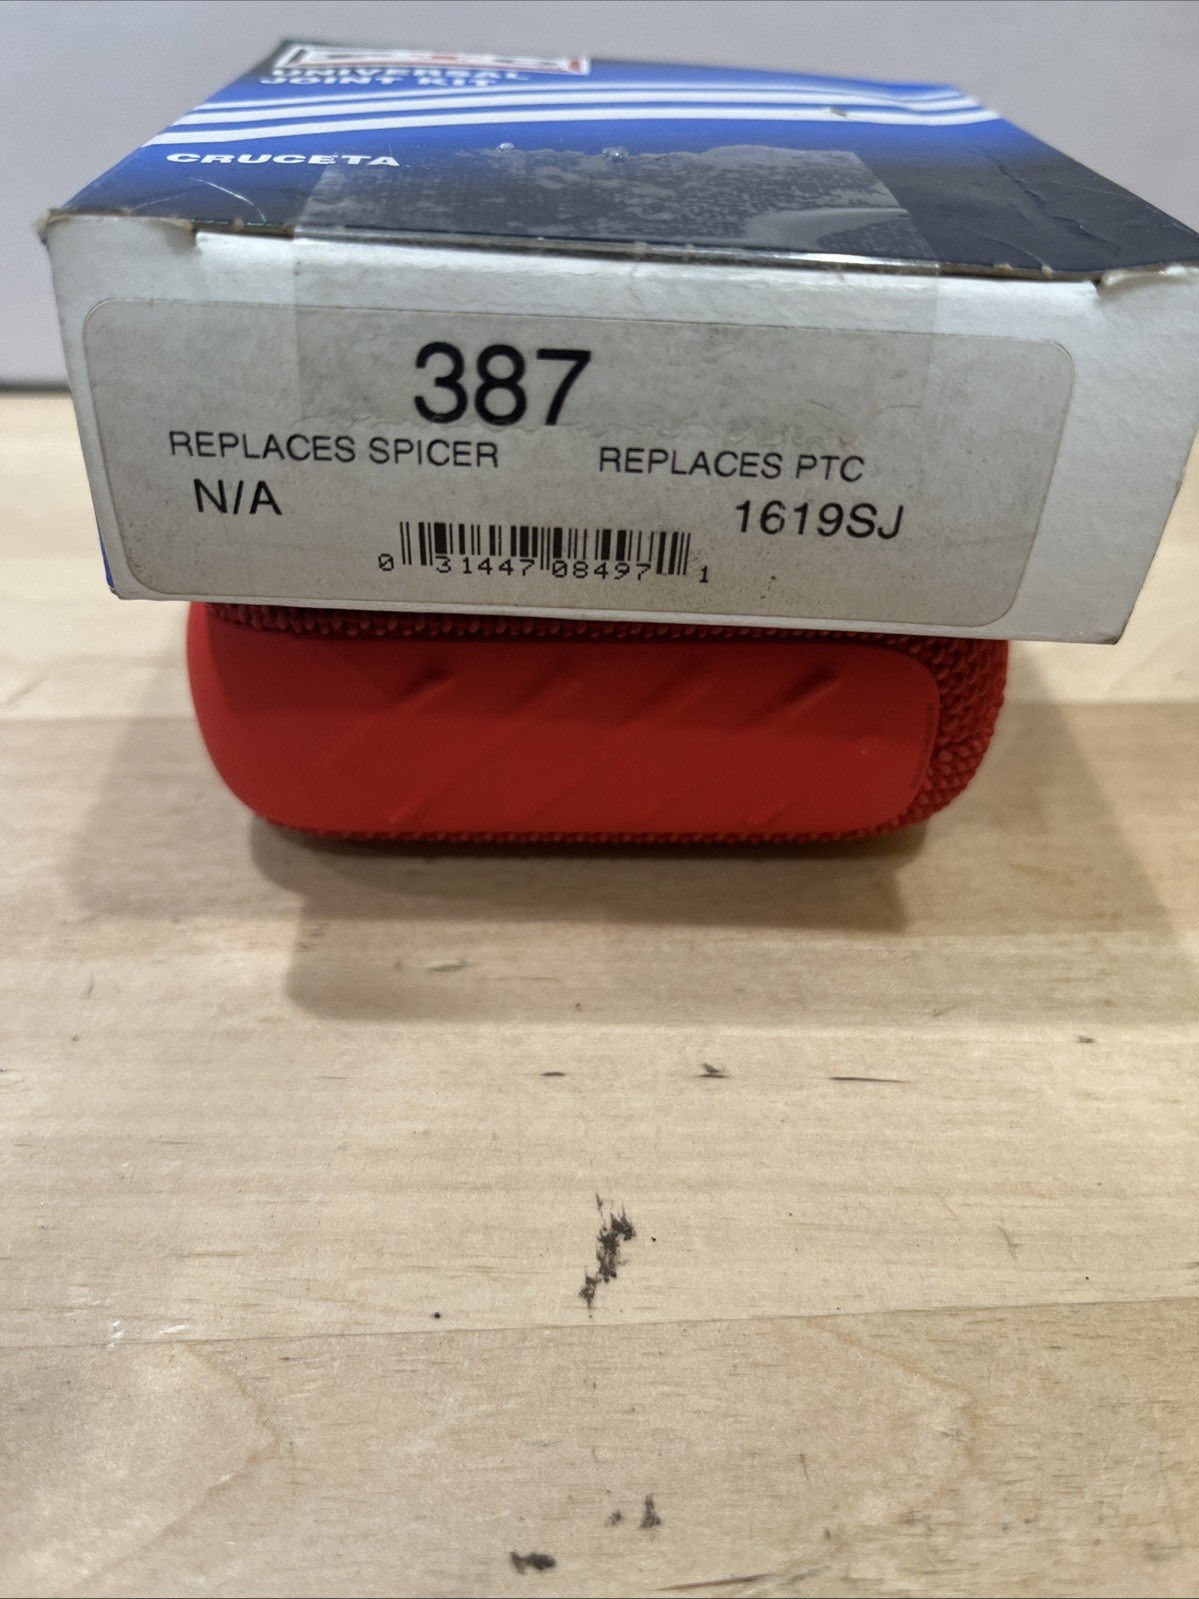 UNIVERSAL
JOINT KIT
CRUCETA
387
REPLACES SPICER REPLACES PTC
N/A 1619SJ
0 31447 08497 1